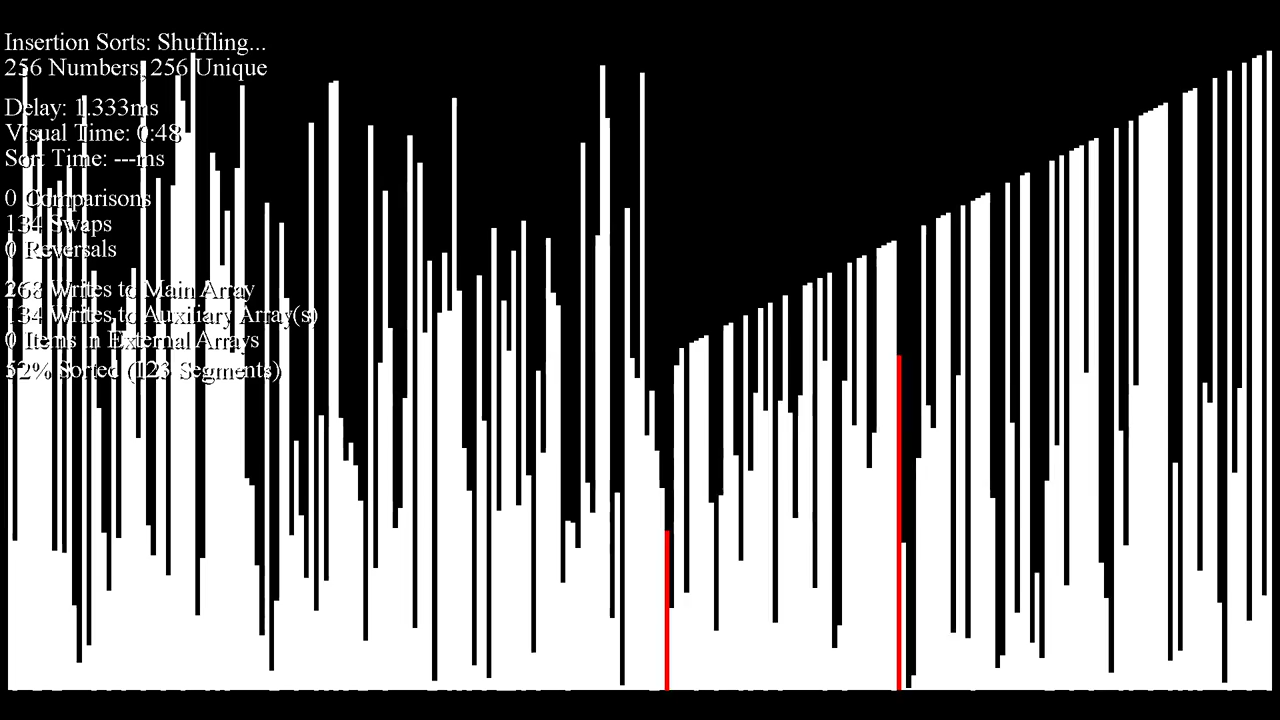 Insertion Sorts: Shuffling...
256 Numbers, 256 Unique
Delay: 1.333ms
Visual Time: 0:48
Sort Time: ---ms
0 Comparisons
134 Swaps
0 Reversals
268 Writes to Main Array
134 Writes to Auxiliary Array(s)
0 Items in External Arrays
52% Sorted (123 Segments)